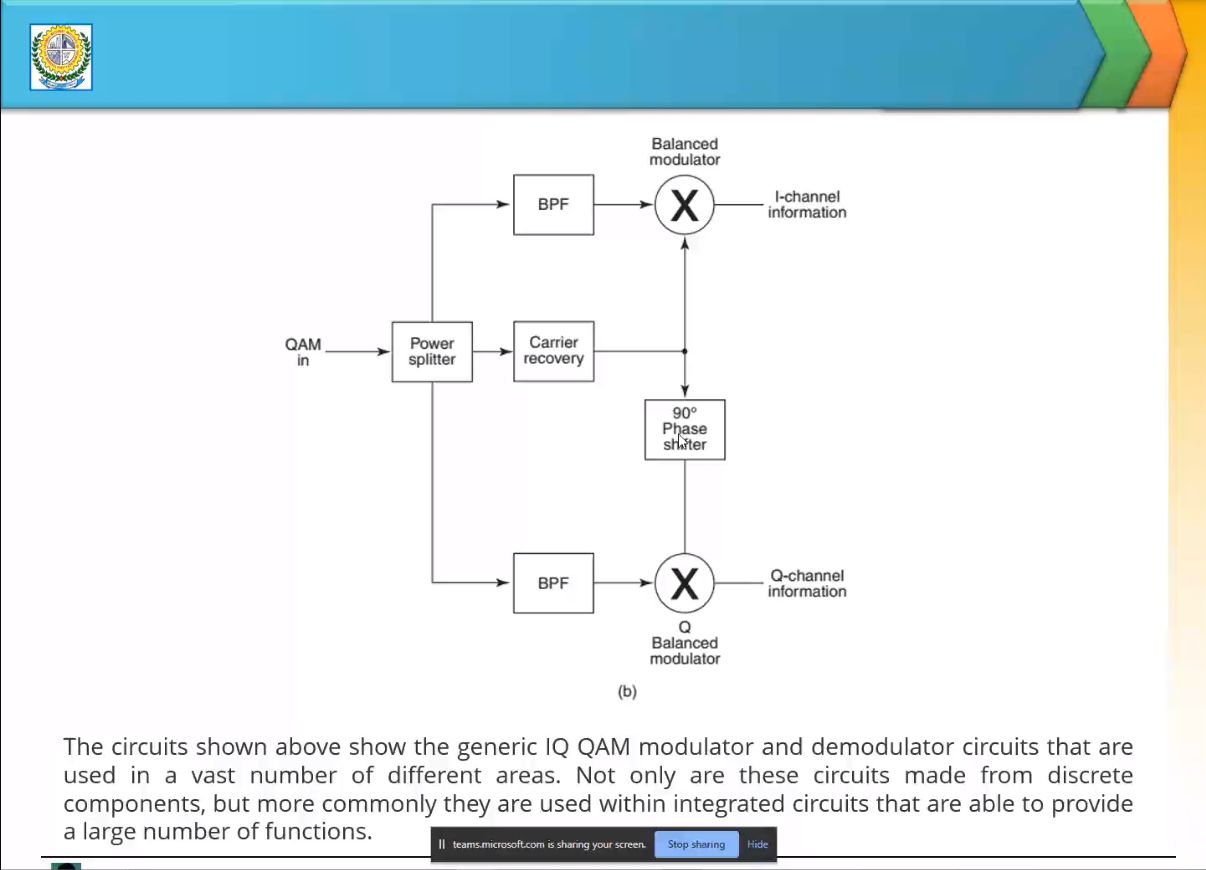 Balanced
modulator
BPF
X
I-channel
information
QAM
in
Power
splitter
Carrier
recovery
90°
Phase
shifter
BPF
X
Q-channel
information
Q
Balanced
modulator
(b)
The circuits shown above show the generic IQ QAM modulator and demodulator circuits that are
used in a vast number of different areas. Not only are these circuits made from discrete
components, but more commonly they are used within integrated circuits that are able to provide
a large number of functions.
teams.microsoft.com is sharing your screen.
Stop sharing
Hide